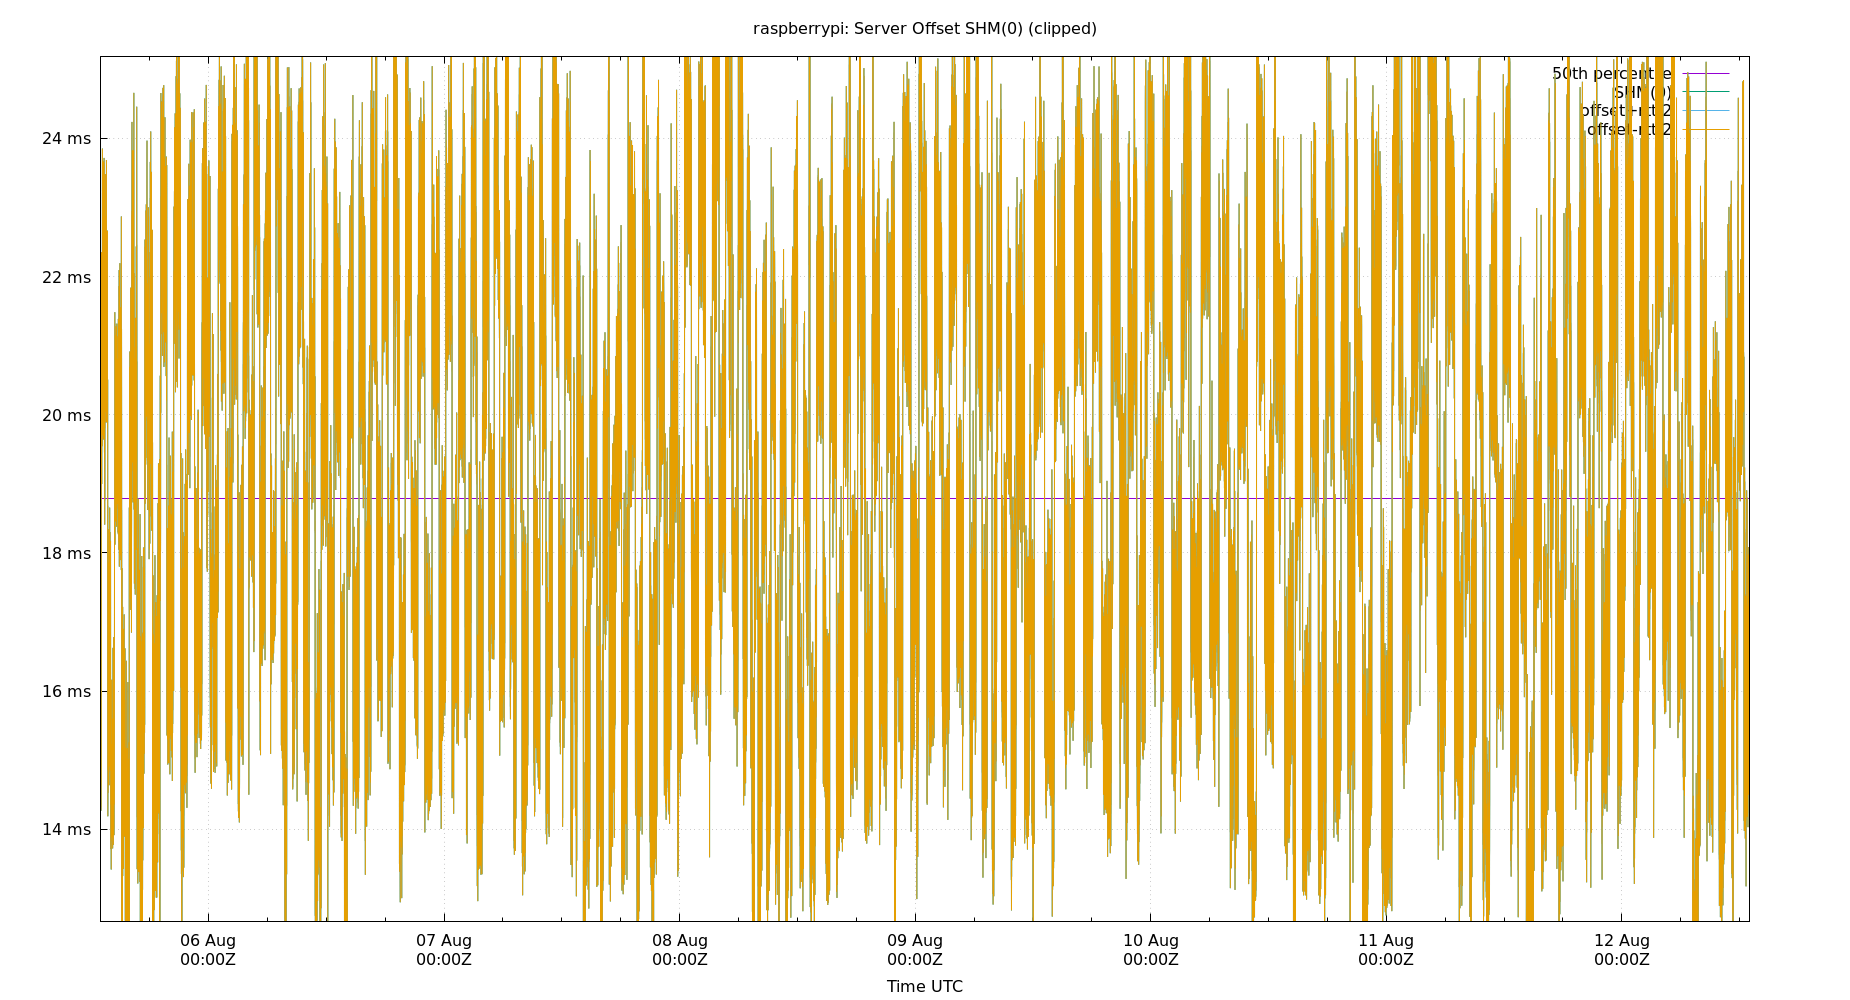 raspberrypi: Server Offset SHM(0) (clipped)
50th percentile
SHM(0)
offset+rtt/2
offset-rtt/2
24 ms
22 ms
20 ms
18 ms
16 ms
14 ms
06 Aug
00:00Z
07 Aug
00:00Z
08 Aug
00:00Z
09 Aug
00:00Z
10 Aug
00:00Z
11 Aug
00:00Z
12 Aug
00:00Z
Time UTC